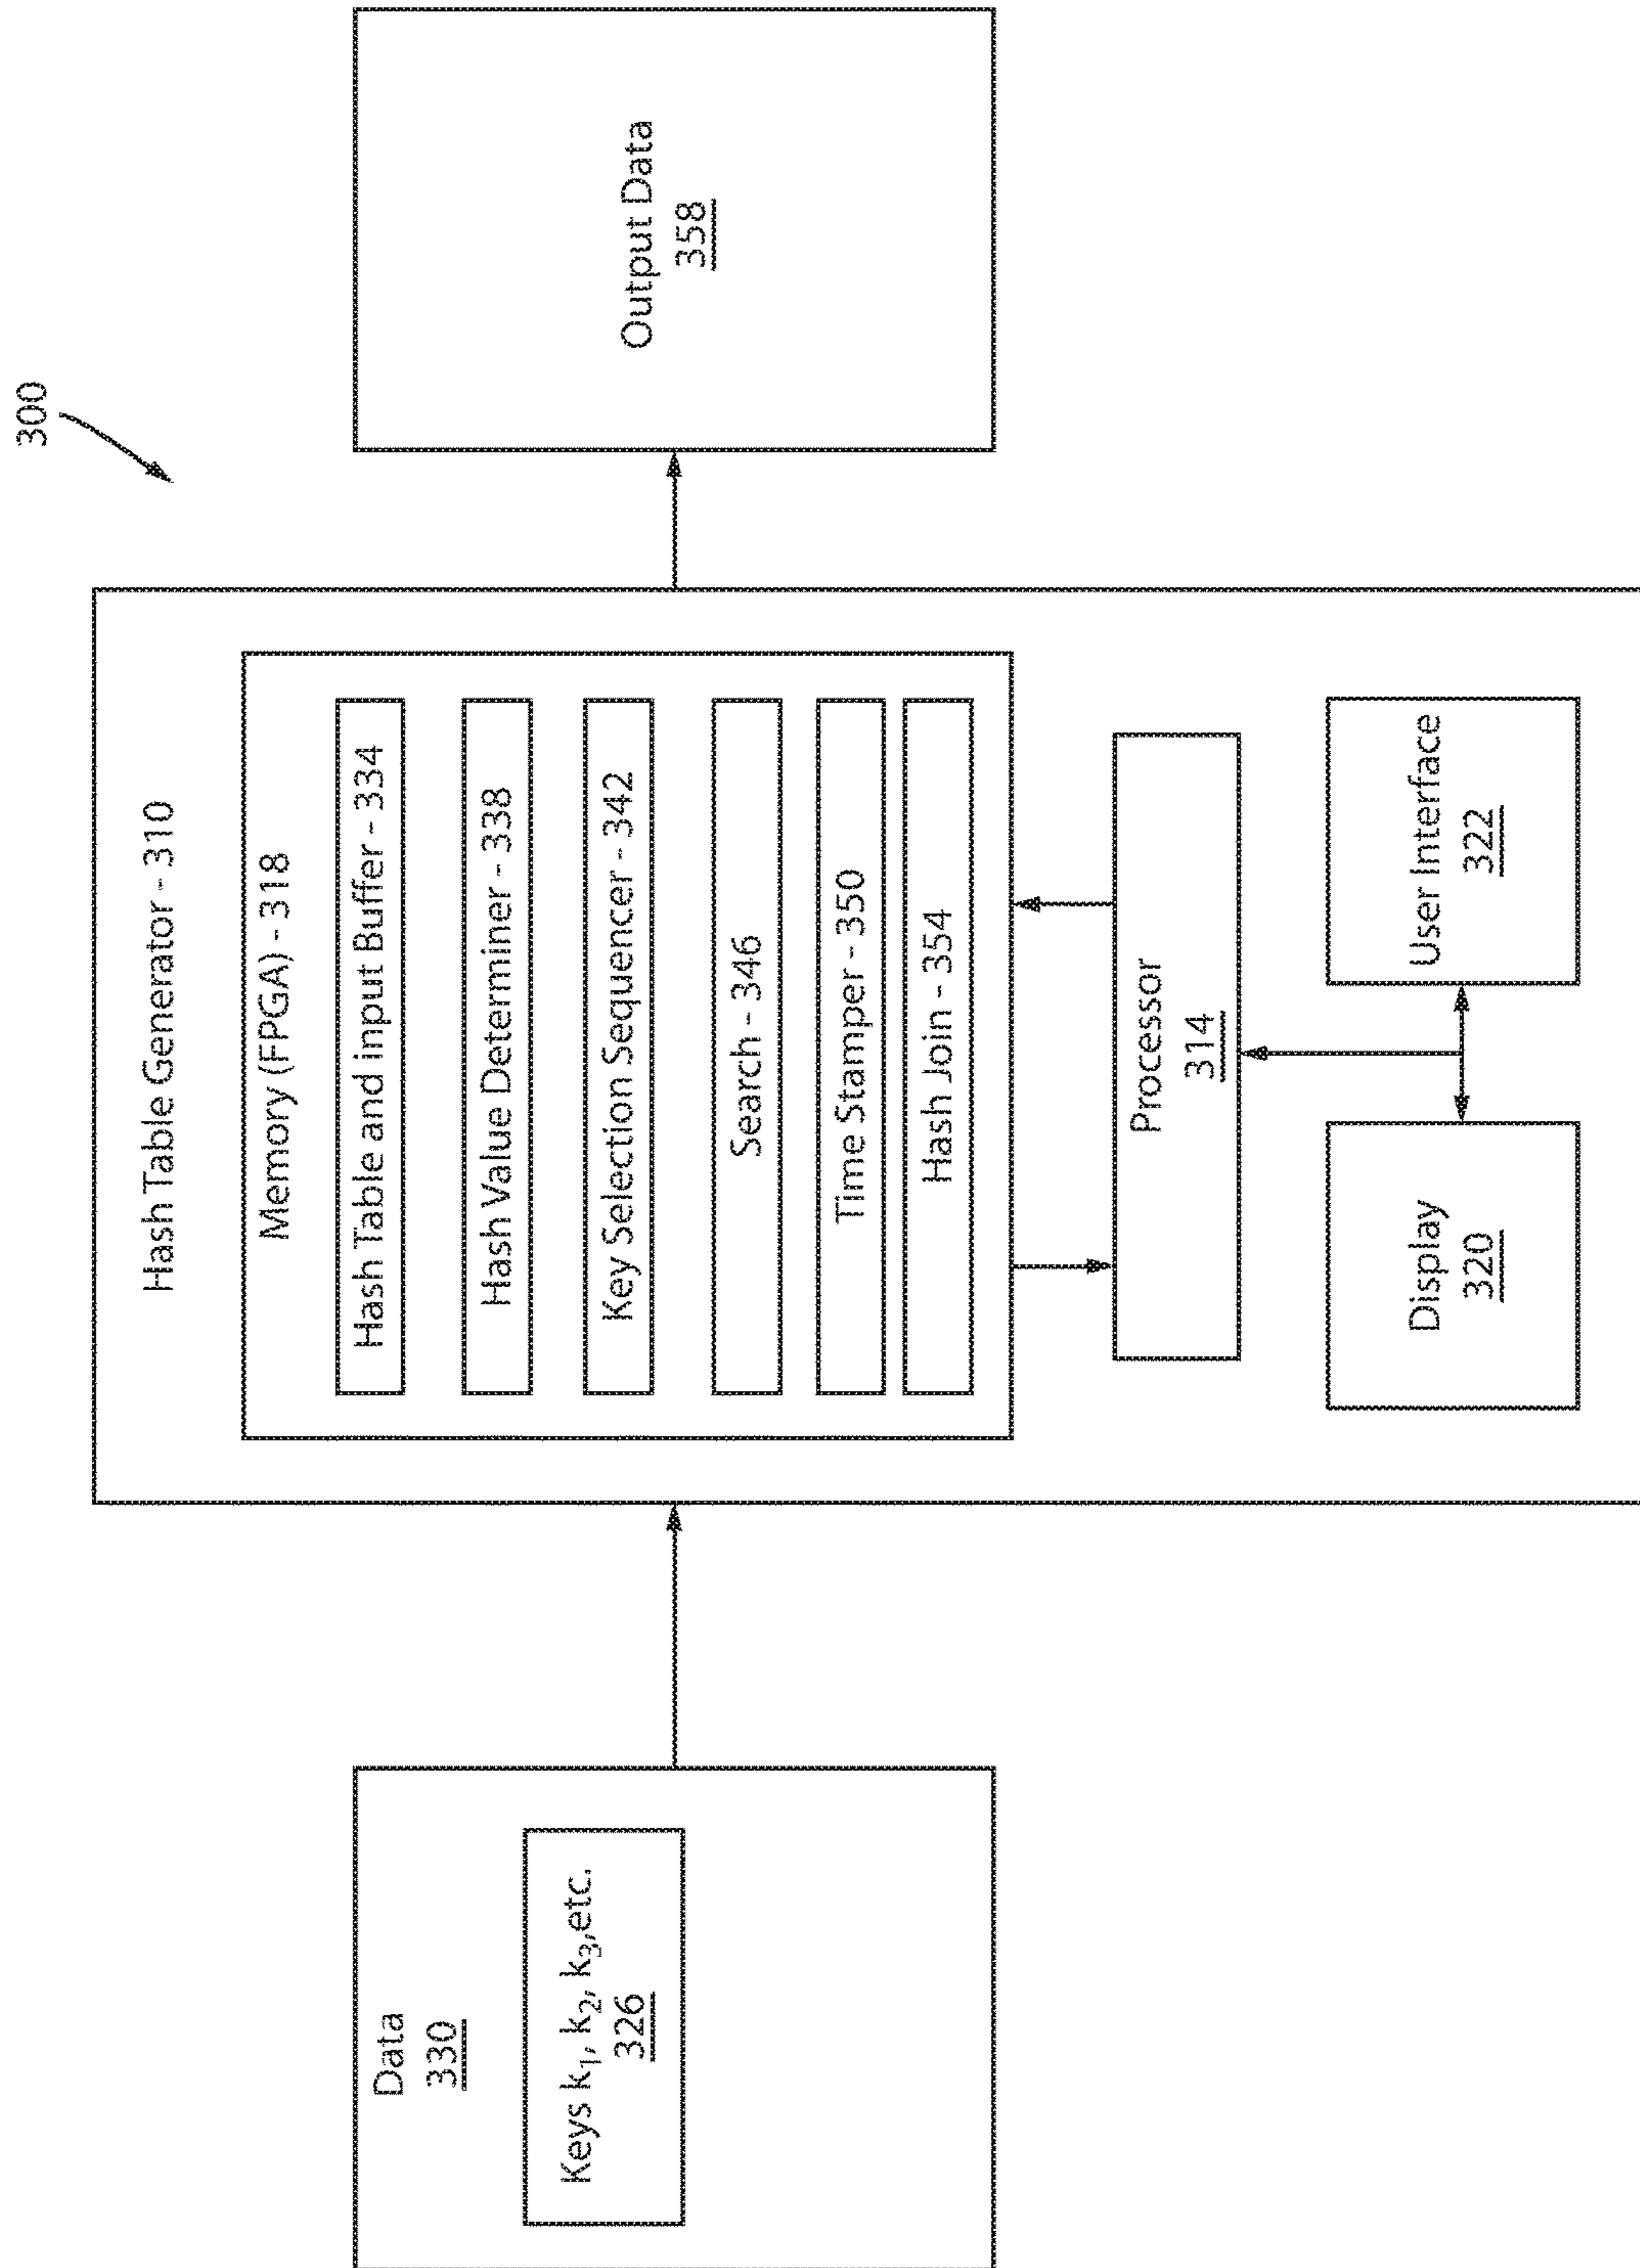 300
Data
330
Keys k₁, k₂, k₃,etc.
326
Hash Table Generator - 310
Memory (FPGA) - 318
Hash Table and input Buffer - 334
Hash Value Determiner - 338
Key Selection Sequencer - 342
Search - 346
Time Stamper - 350
Hash Join - 354
Processor
314
Display
320
User Interface
322
Output Data
358